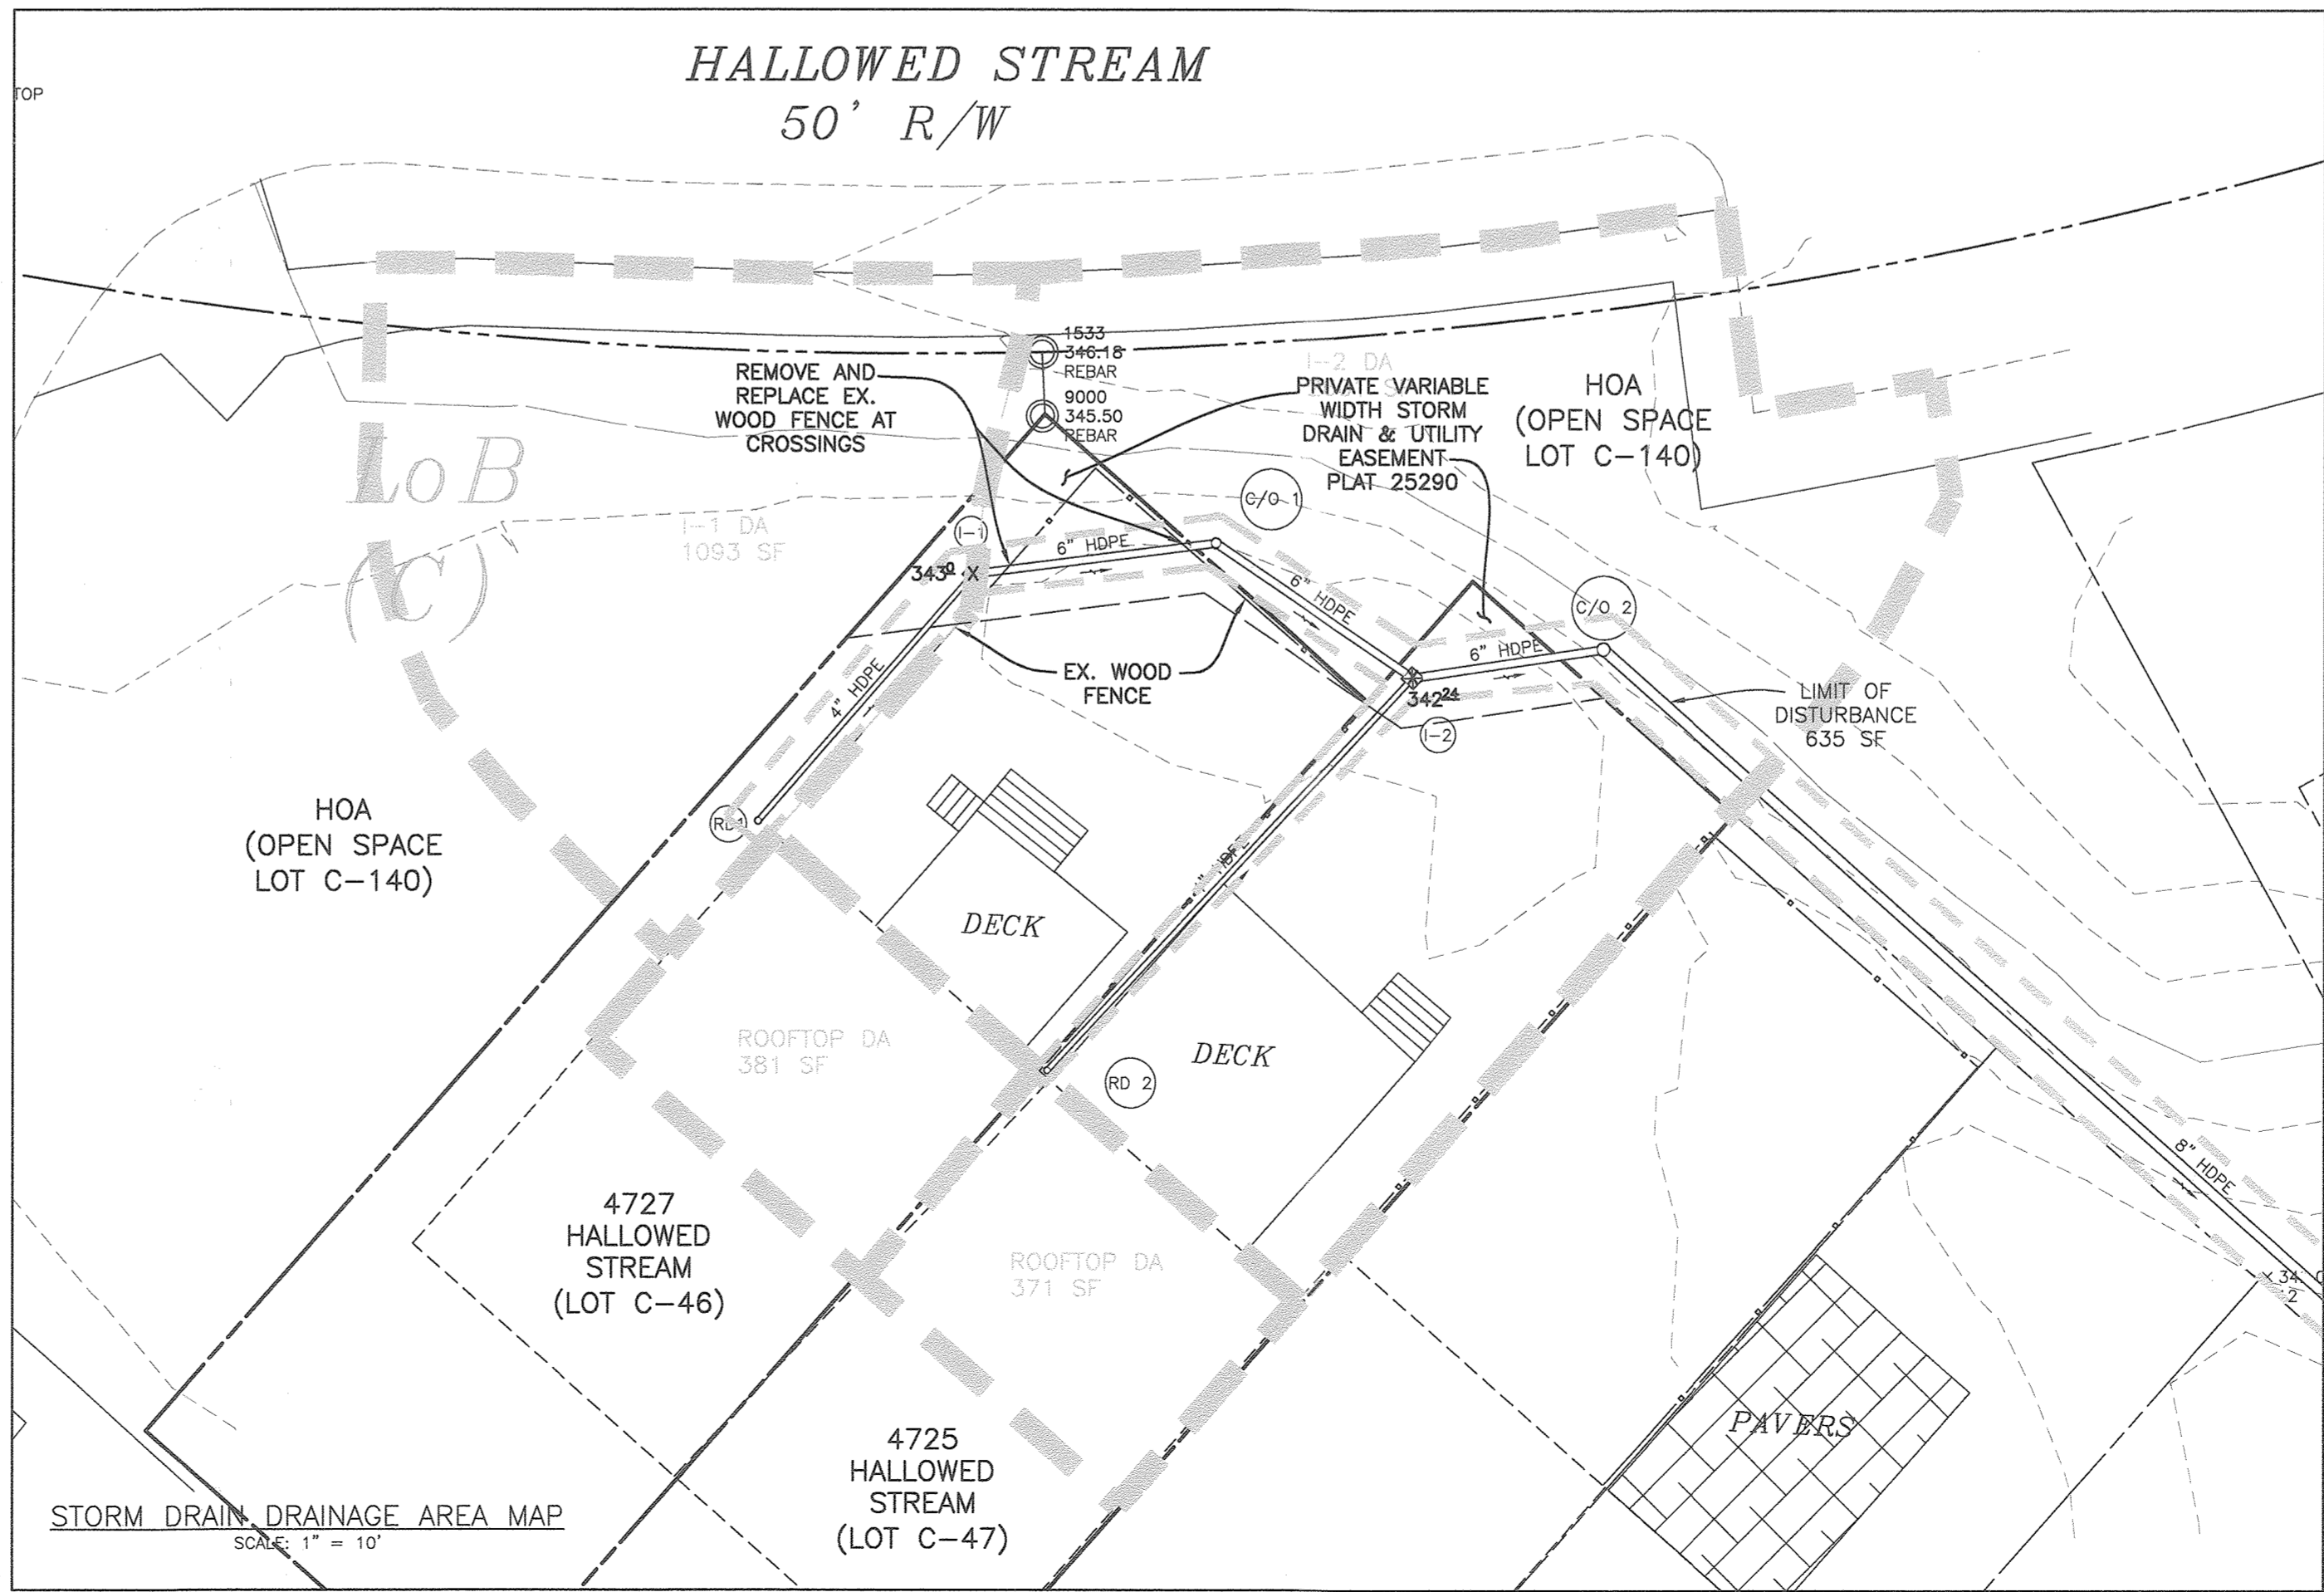 HALLOWED STREAM
50' R/W
TOP
1533
346.18
REBAR
9000
345.50
REBAR
REMOVE AND
REPLACE EX.
WOOD FENCE AT
CROSSINGS
I-2 DA
PRIVATE VARIABLE
WIDTH STORM
DRAIN & UTILITY
EASEMENT
PLAT 25290
HOA
(OPEN SPACE
LOT C-140)
LoB
(C)
I-1 DA
1093 SF
I-1
343.0 X
6" HDPE
C/O 1
6" HDPE
C/O 2
6" HDPE
342.24
I-2
LIMIT OF
DISTURBANCE
635 SF
4" HDPE
EX. WOOD
FENCE
HOA
(OPEN SPACE
LOT C-140)
RD 1
DECK
DECK
ROOFTOP DA
381 SF
RD 2
8" HDPE
4727
HALLOWED
STREAM
(LOT C-46)
ROOFTOP DA
371 SF
4725
HALLOWED
STREAM
(LOT C-47)
PAVERS
STORM DRAIN DRAINAGE AREA MAP
SCALE: 1" = 10'